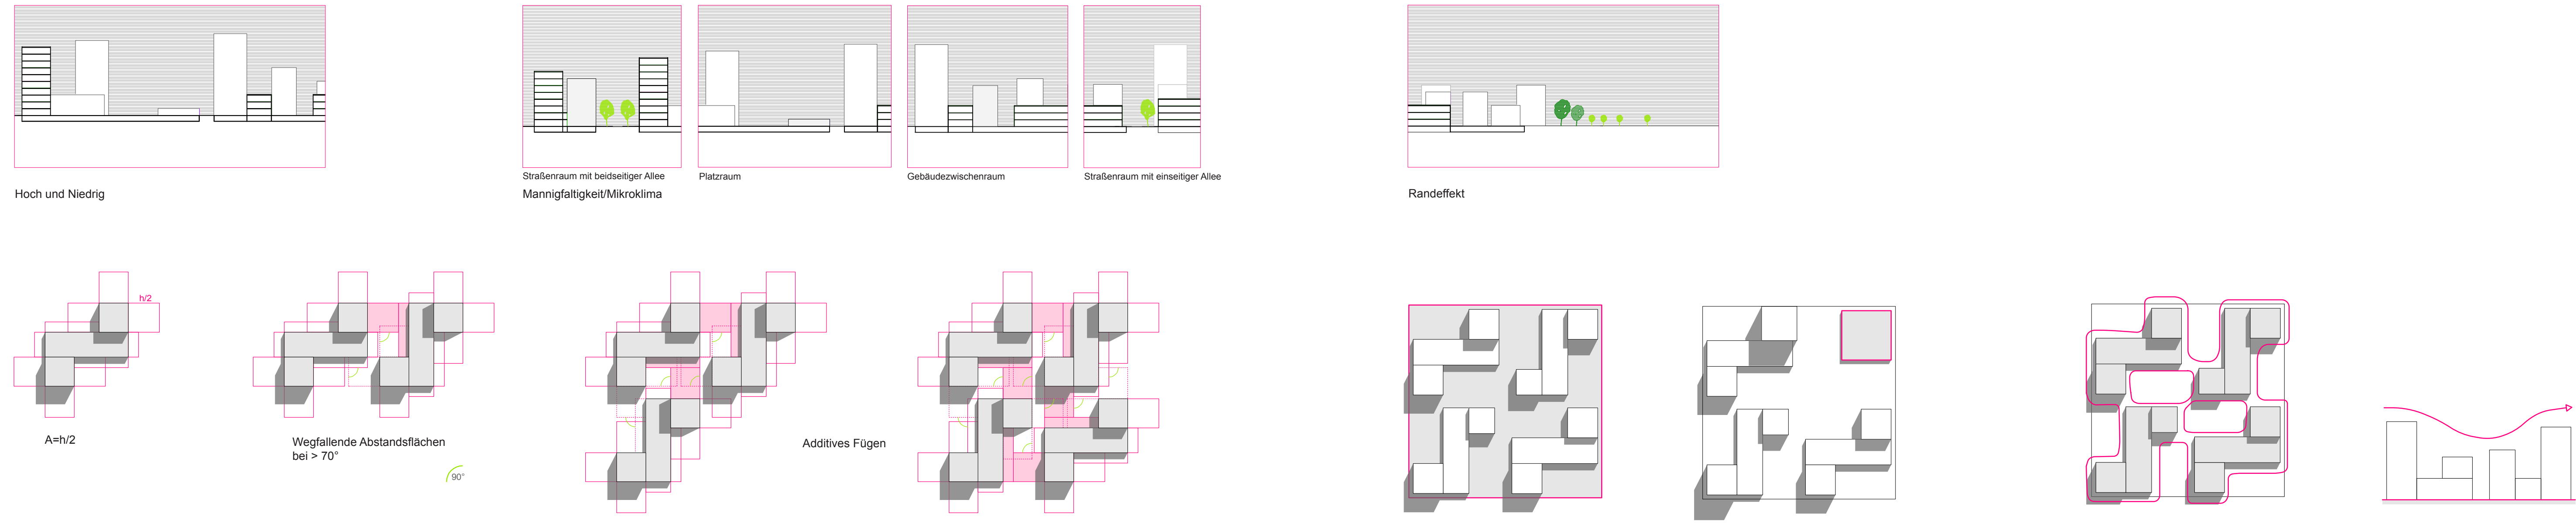 Straßenraum mit beidseitiger Allee
Platzraum
Gebäudezwischenraum
Straßenraum mit einseitiger Allee
Hoch und Niedrig
Mannigfaltigkeit/Mikroklima
Randeffekt
h/2
A=h/2
Wegfallende Abstandsflächen
bei > 70°
90°
Additives Fügen